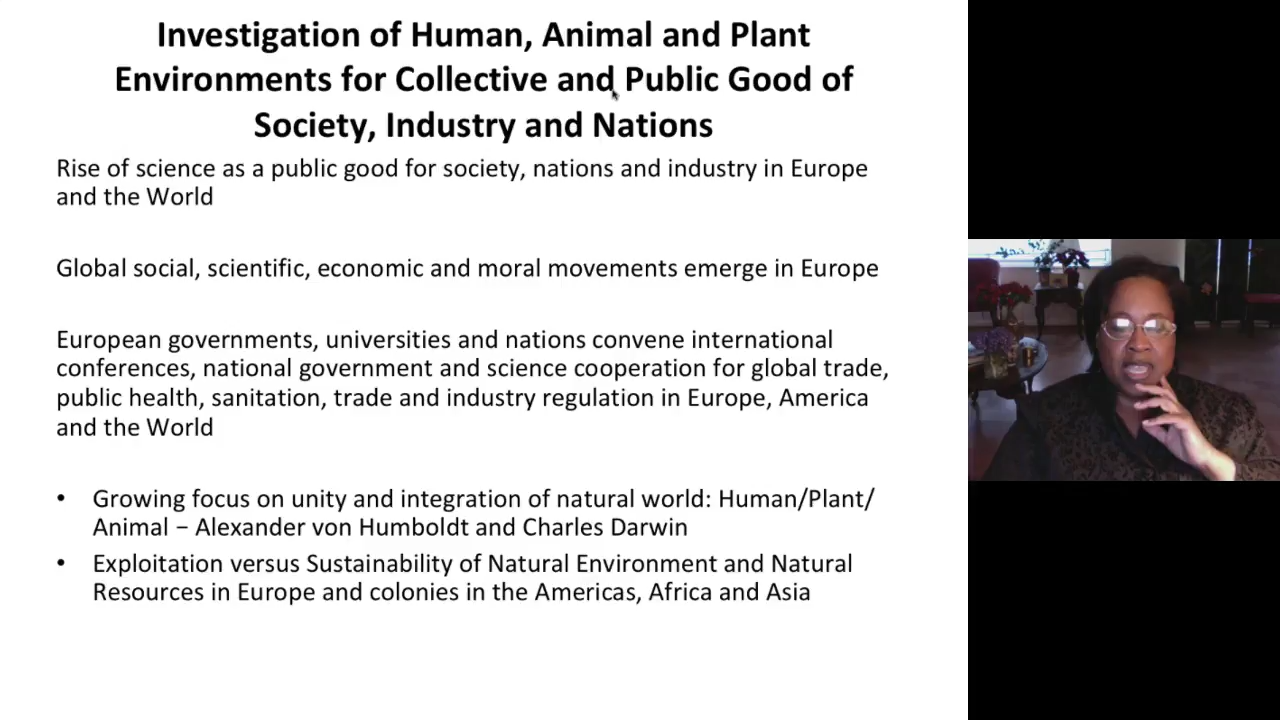 Investigation of Human, Animal and Plant
Environments for Collective and Public Good of
Society, Industry and Nations
Rise of science as a public good for society, nations and industry in Europe
and the World
Global social, scientific, economic and moral movements emerge in Europe
European governments, universities and nations convene international
conferences, national government and science cooperation for global trade,
public health, sanitation, trade and industry regulation in Europe, America
and the World
• Growing focus on unity and integration of natural world: Human/Plant/
Animal – Alexander von Humboldt and Charles Darwin
• Exploitation versus Sustainability of Natural Environment and Natural
Resources in Europe and colonies in the Americas, Africa and Asia